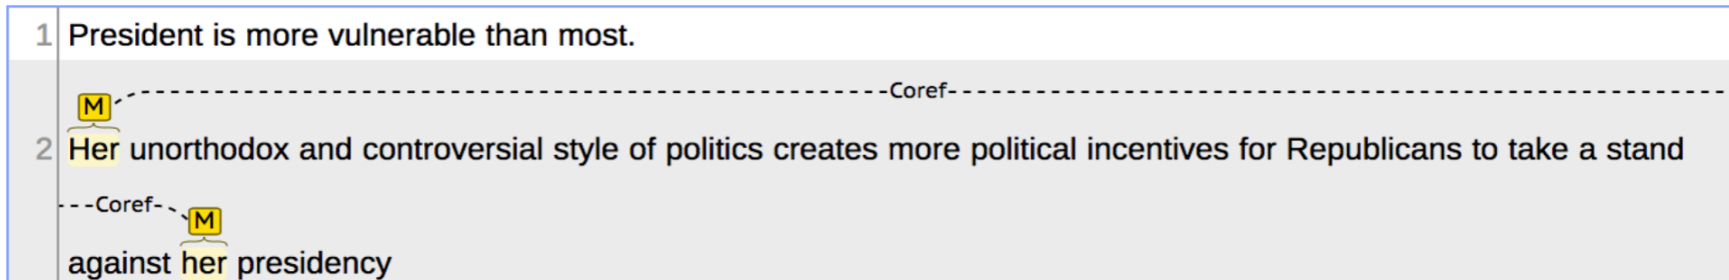 1 President is more vulnerable than most.
Coref
M
2 Her unorthodox and controversial style of politics creates more political incentives for Republicans to take a stand
Coref
M
against her presidency